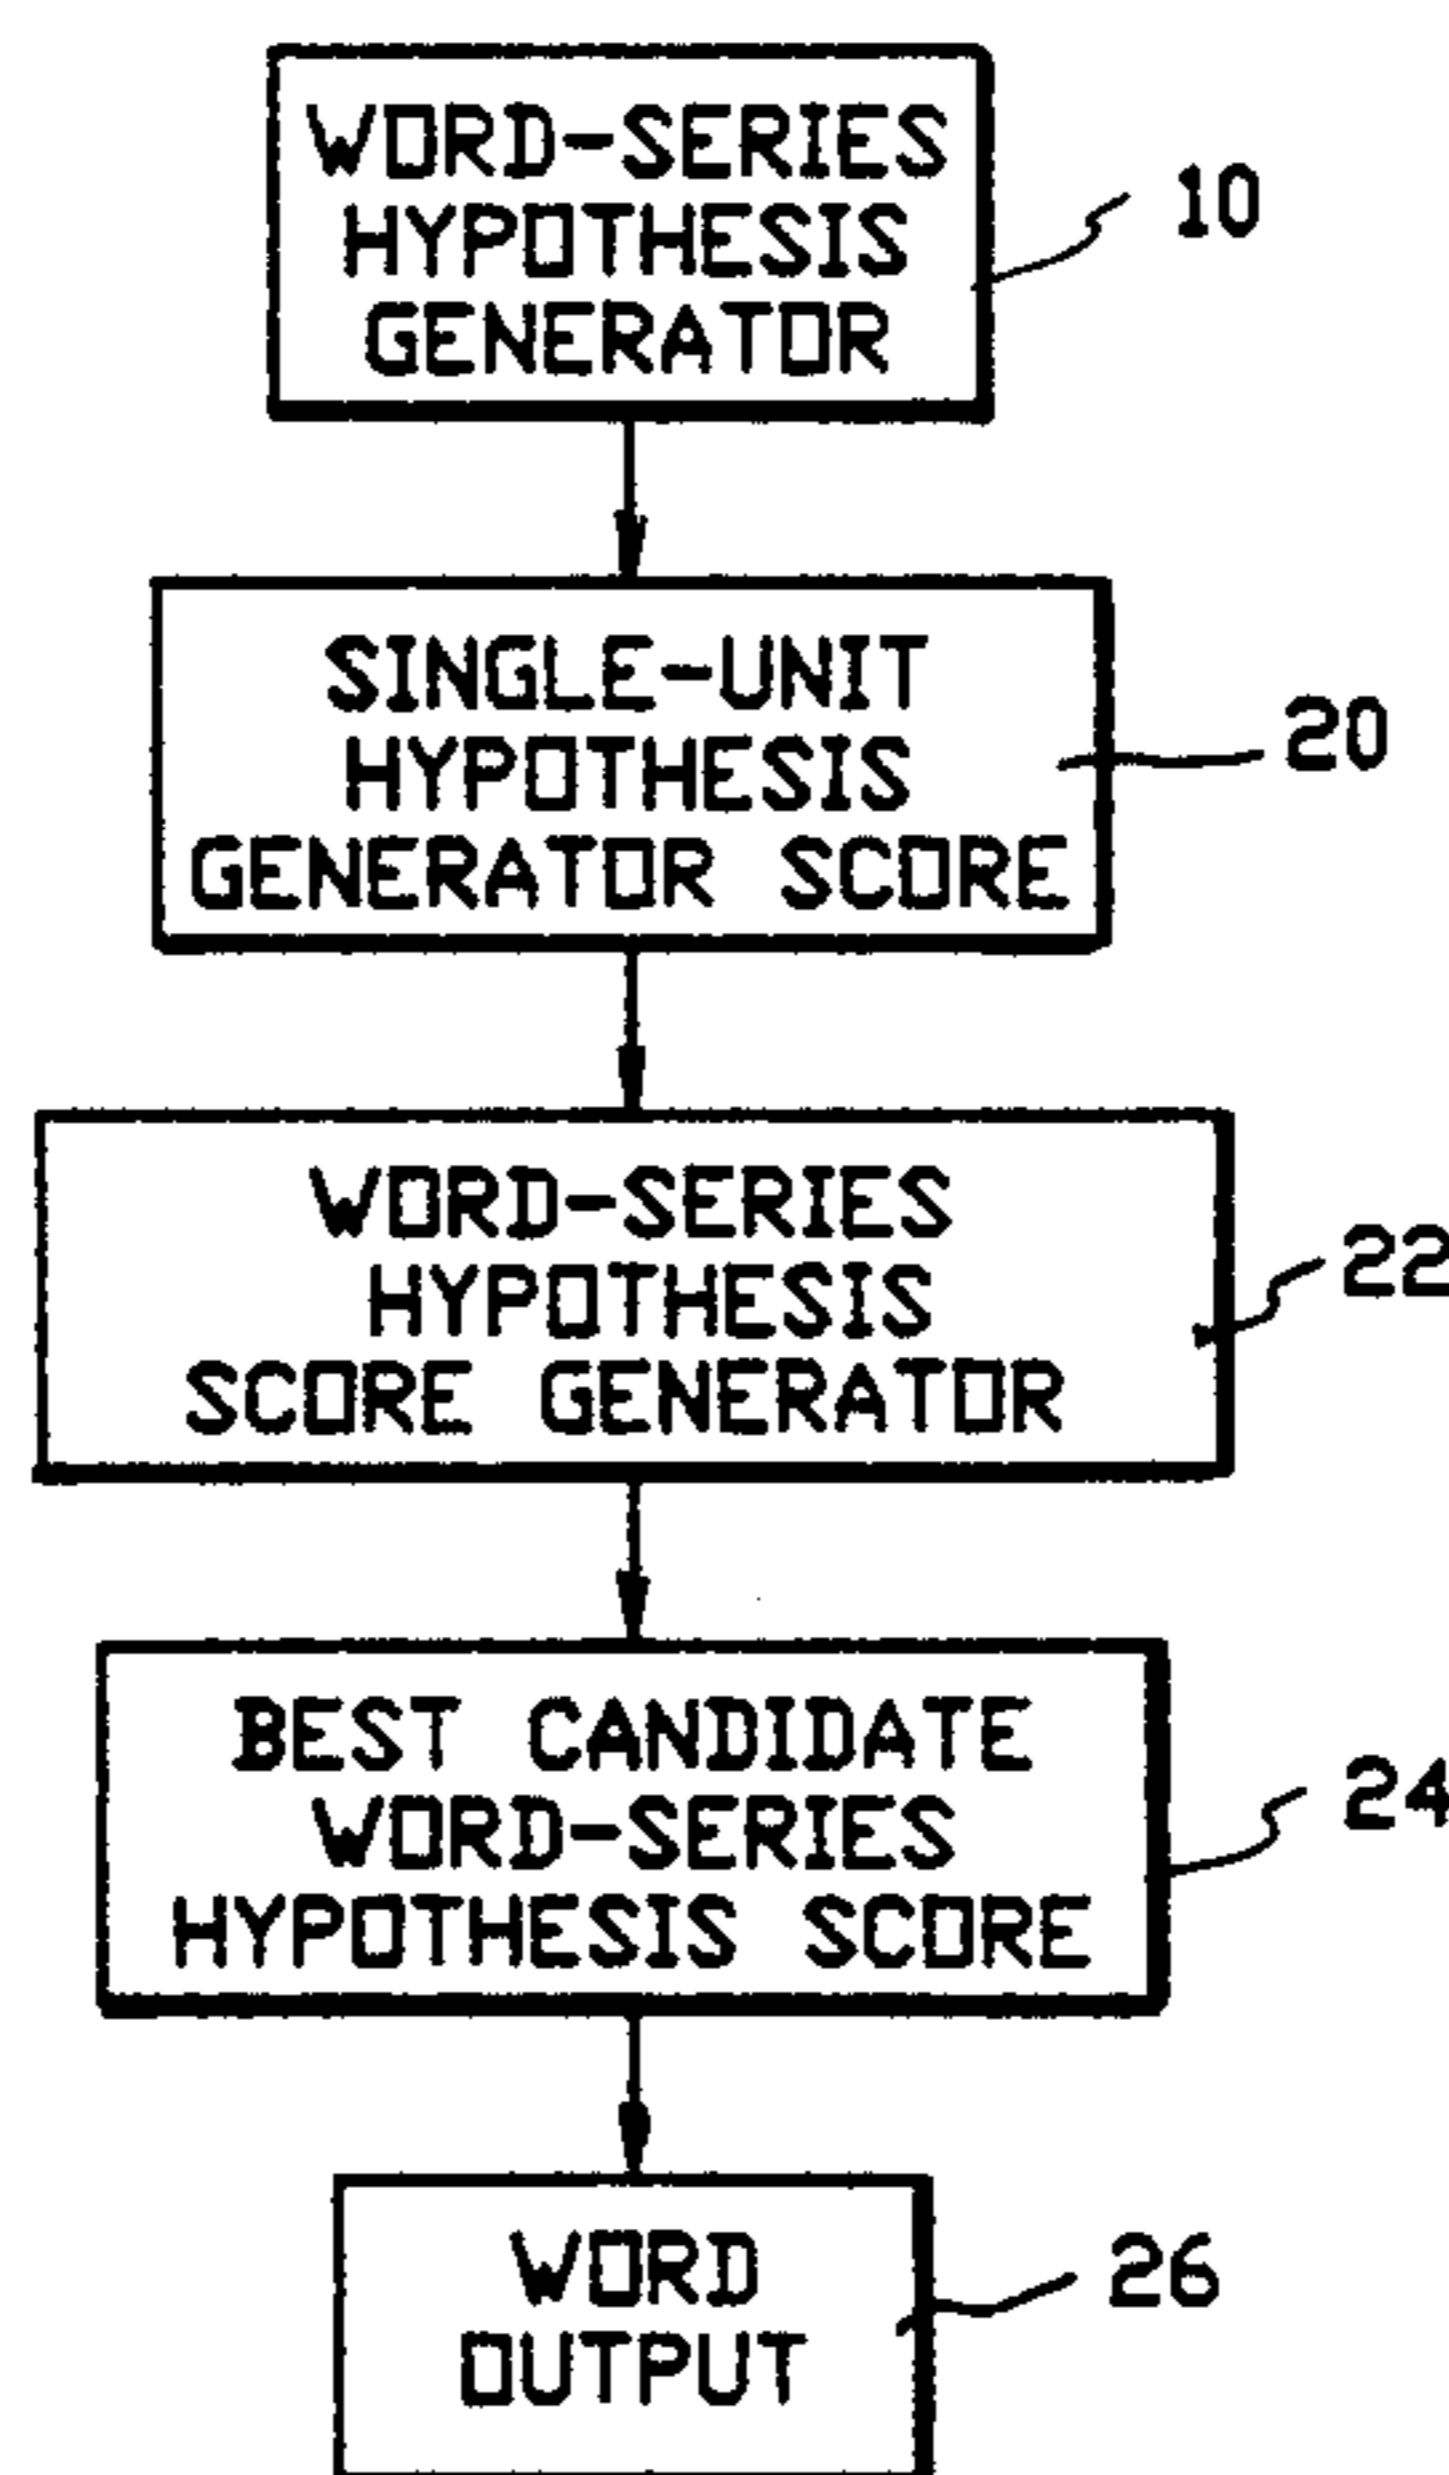 WORD-SERIES
HYPOTHESIS
GENERATOR
10
SINGLE-UNIT
HYPOTHESIS
GENERATOR SCORE
20
WORD-SERIES
HYPOTHESIS
SCORE GENERATOR
22
BEST CANDIDATE
WORD-SERIES
HYPOTHESIS SCORE
24
WORD
OUTPUT
26